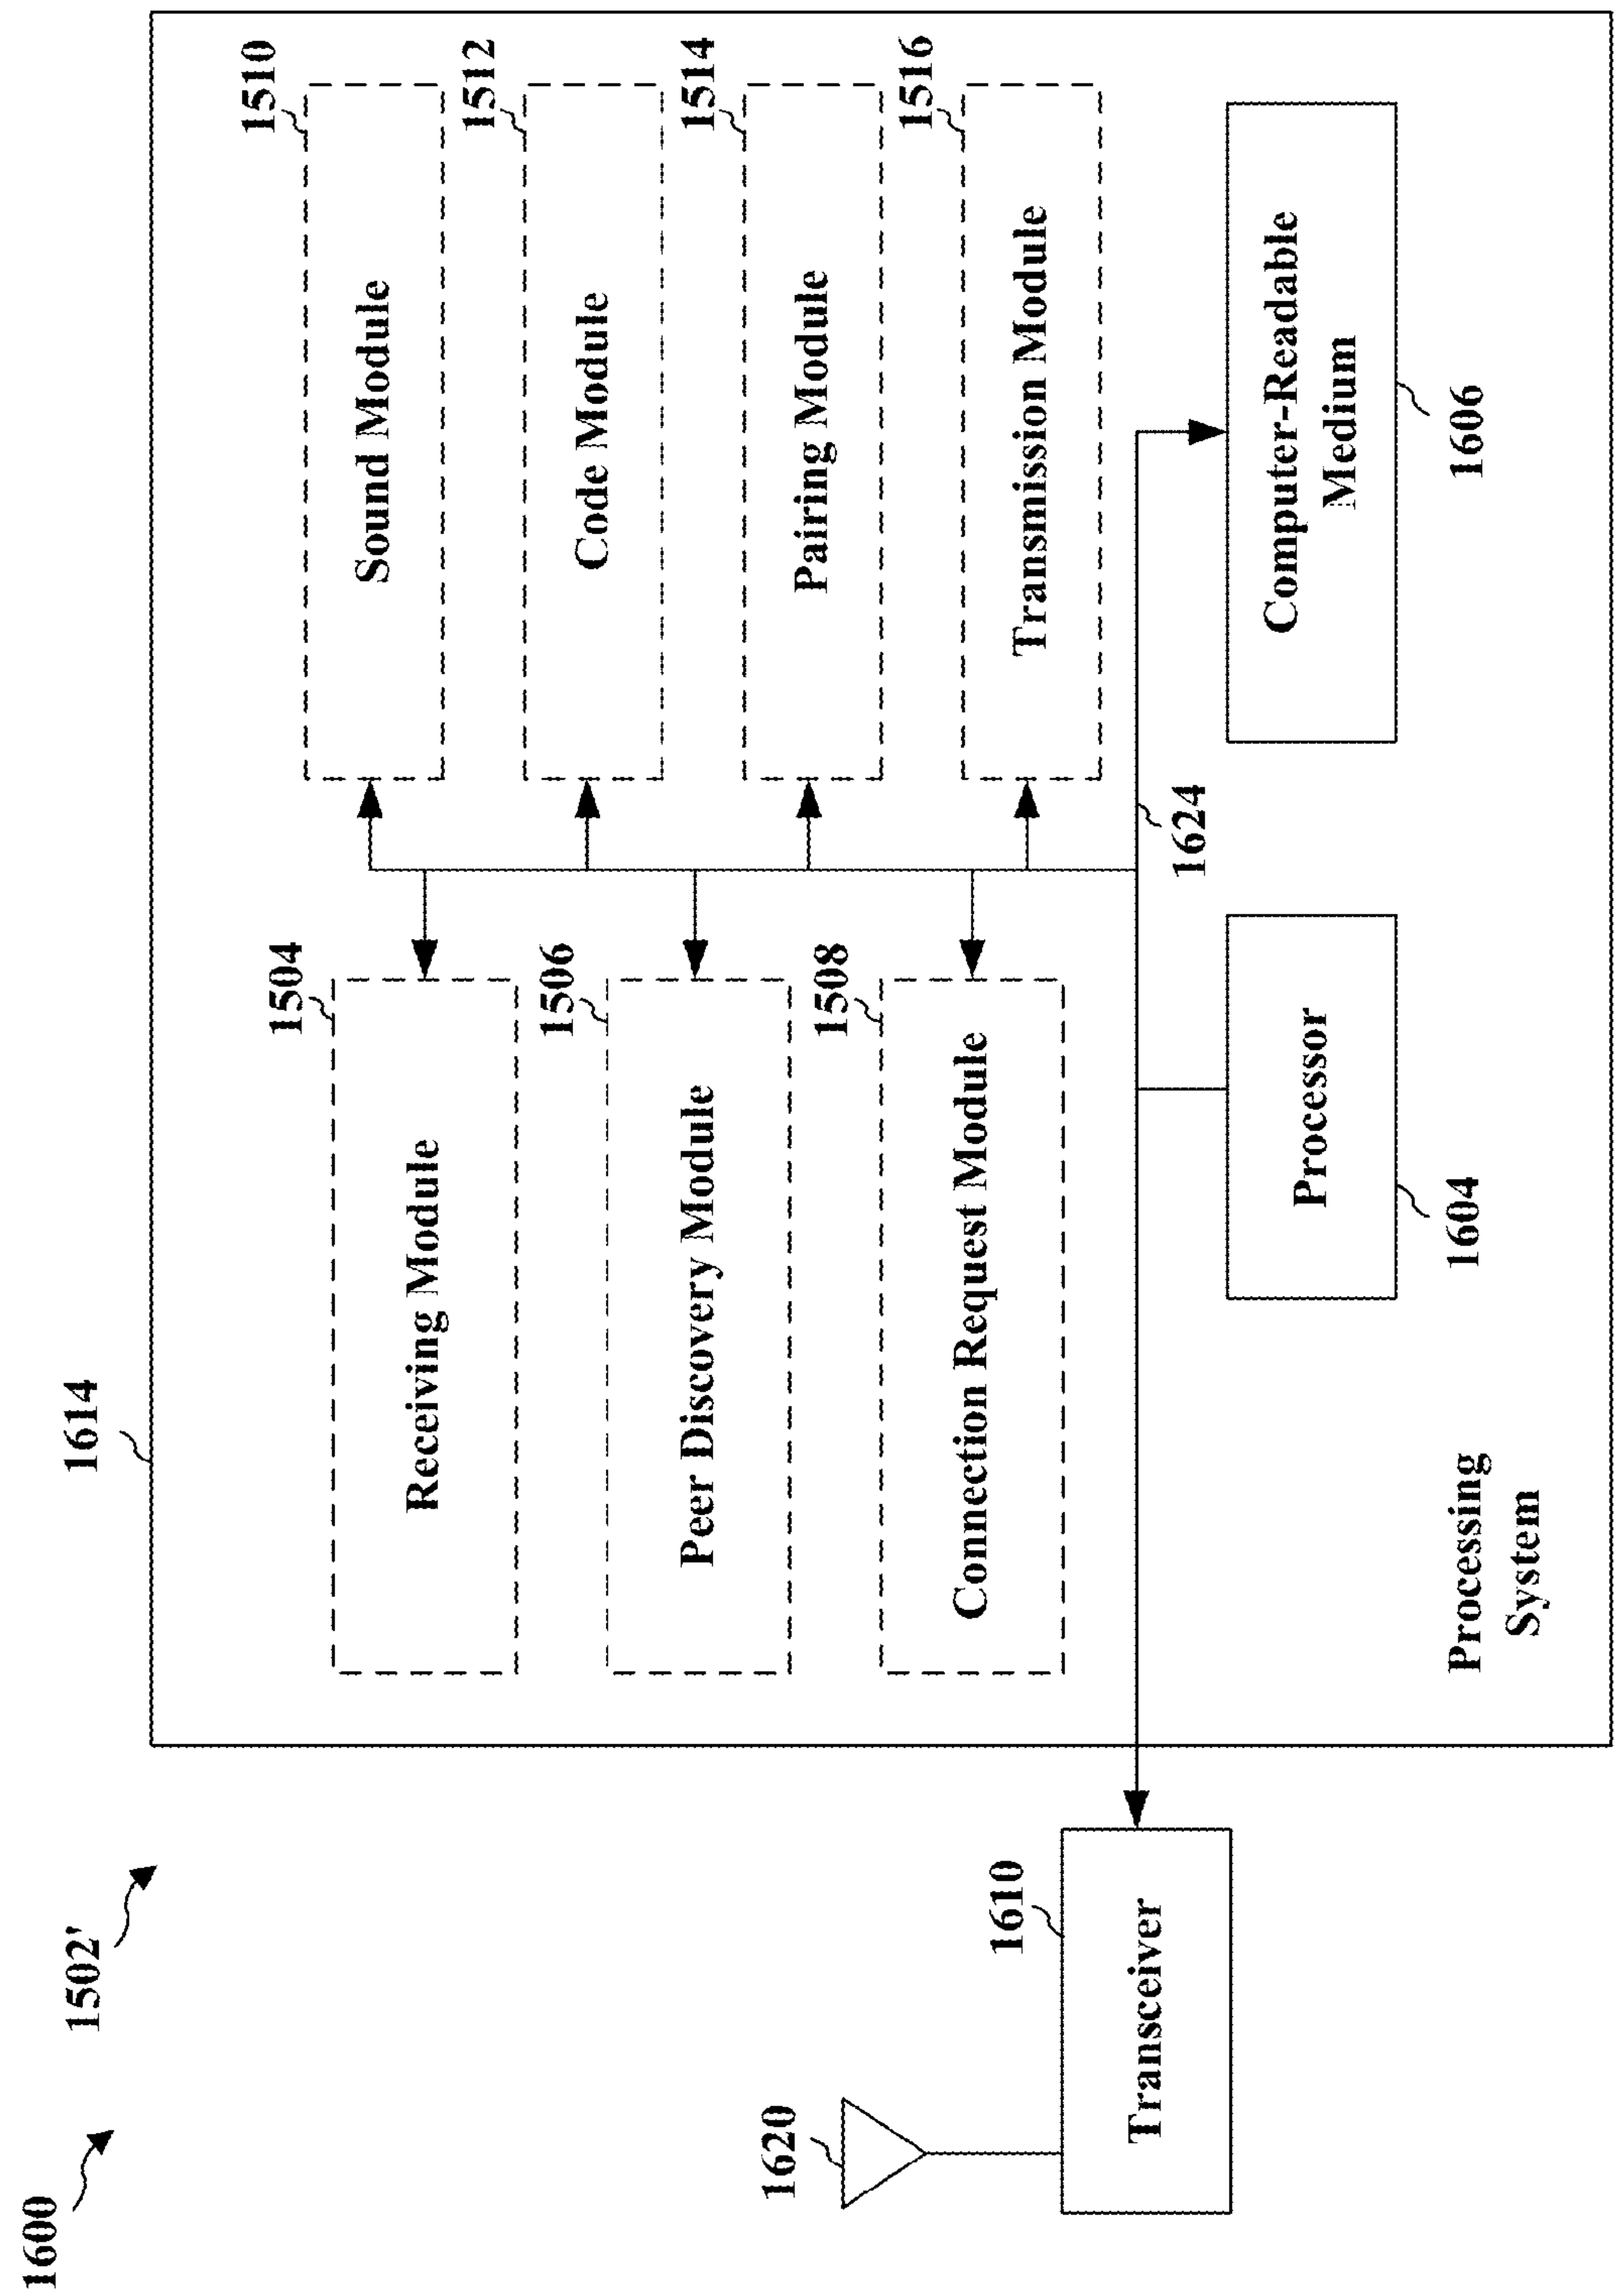 1600
1502'
1614
1504
Receiving Module
1506
Peer Discovery Module
1508
Connection Request Module
1510
Sound Module
1512
Code Module
1514
Pairing Module
1516
Transmission Module
1624
1620
1610
Transceiver
Processor
1604
Computer-Readable
Medium
1606
Processing
System